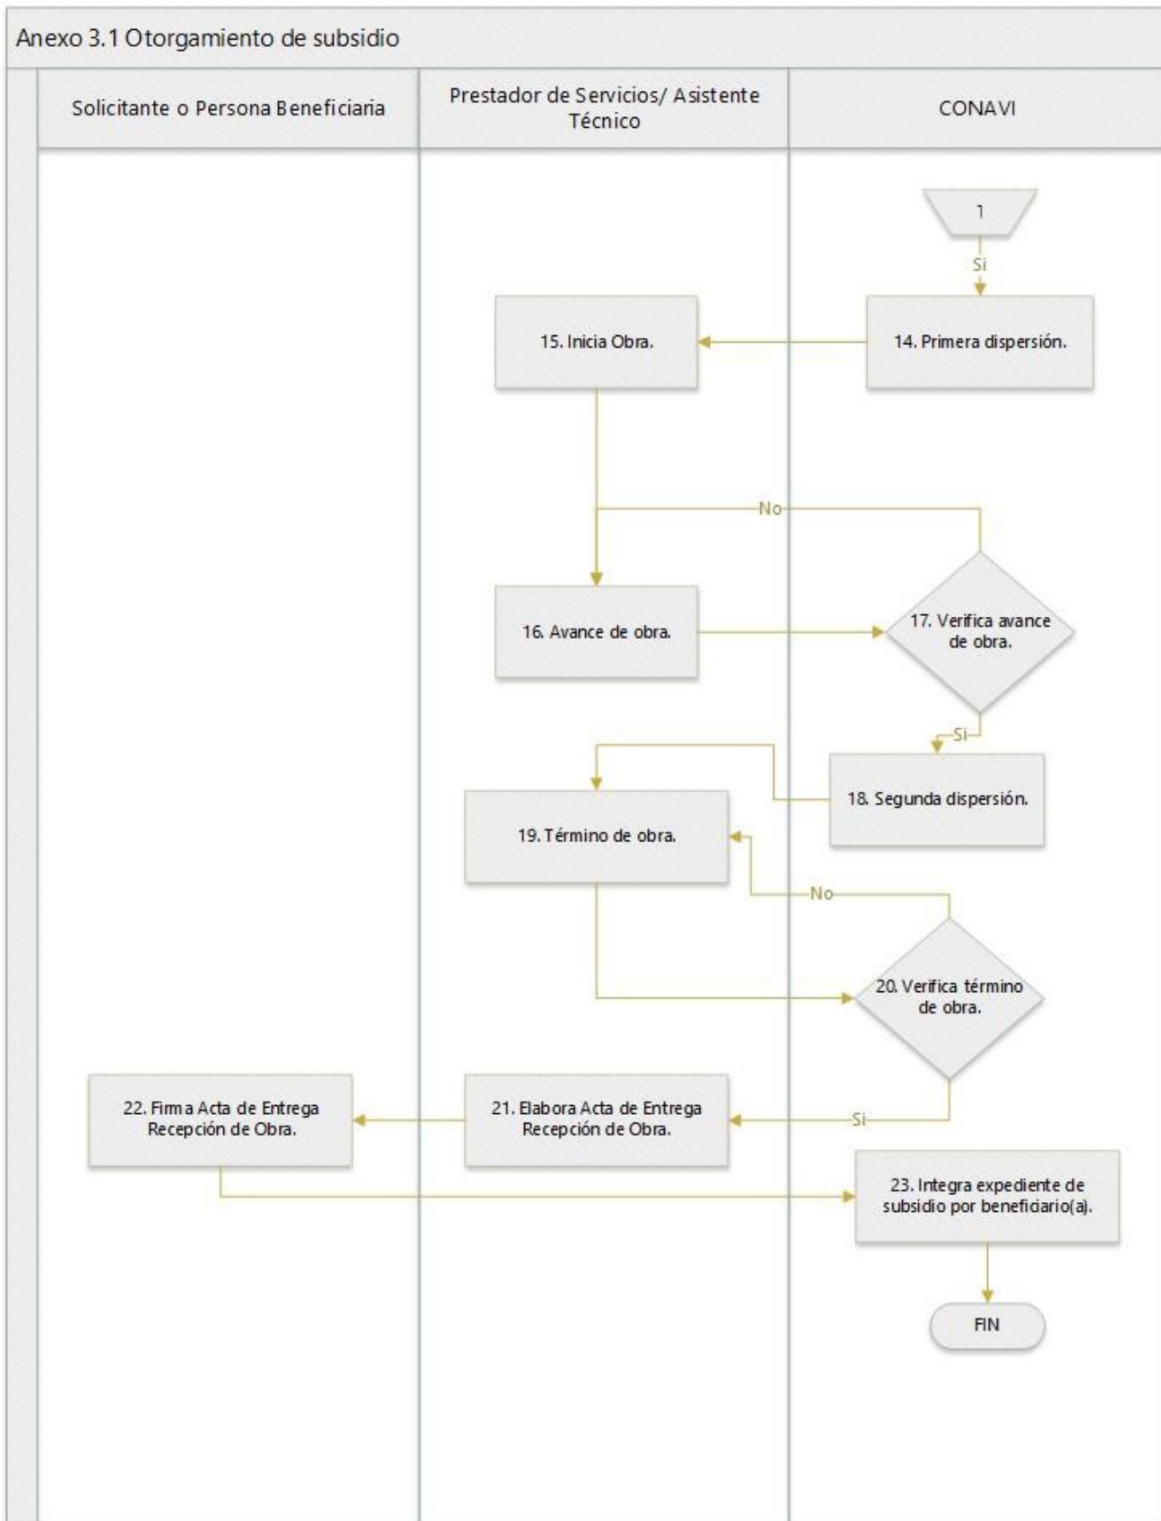 Anexo 3.1 Otorgamiento de subsidio
Solicitante o Persona Beneficiaria
Prestador de Servicios/ Asistente
Técnico
CONAVI
1
Si
15. Inicia Obra.
14. Primera dispersión.
No
16. Avance de obra.
17. Verifica avance
de obra.
Si
18. Segunda dispersión.
19. Término de obra.
No
20. Verifica término
de obra.
22. Firma Acta de Entrega
Recepción de Obra.
21. Elabora Acta de Entrega
Recepción de Obra.
Si
23. Integra expediente de
subsidio por beneficiario(a).
FIN